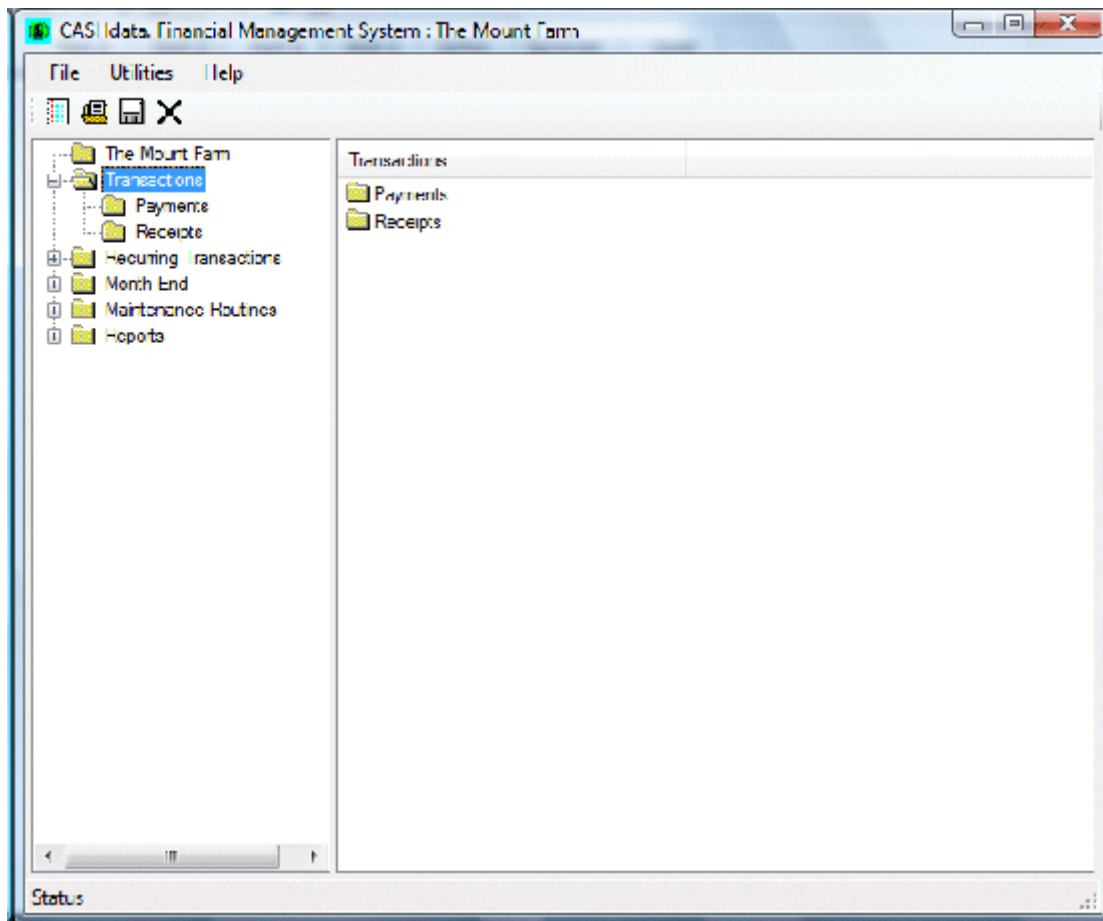 CASHdata. Financial Management System : The Mount Farm
File Utilities Help
The Mount Farm
Transactions
Payments
Receipts
Recurring Transactions
Month End
Maintenance Routines
Reports
Transactions
Payments
Receipts
Status